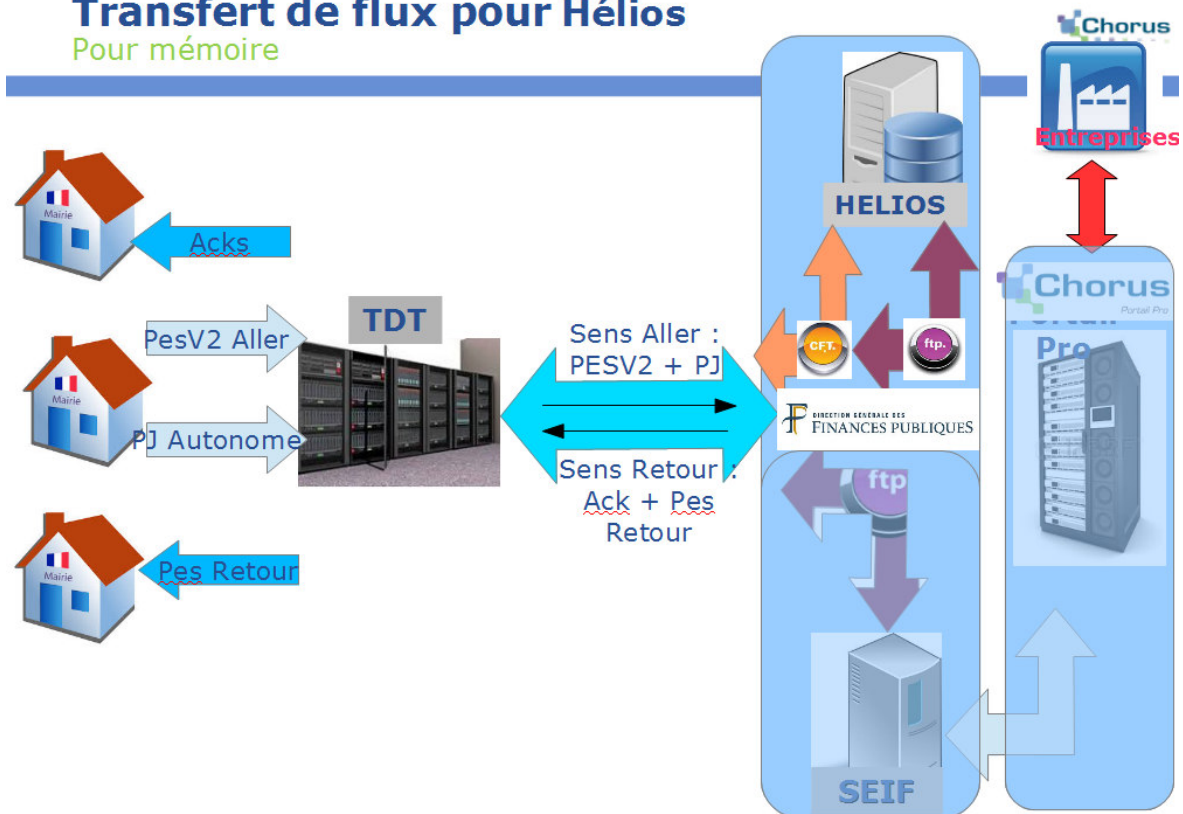 Transfert de flux pour Hélios
Pour mémoire
Chorus
Entreprises
Mairie
Acks
HELIOS
PesV2 Aller
TDT
Sens Aller :
PESV2 + PJ
CFT.
ftp.
Chorus
Portail Pro
Portail
Pro
Mairie
PJ Autonome
DIRECTION GÉNÉRALE DES
FINANCES PUBLIQUES
Sens Retour :
Ack + Pes
Retour
ftp
Mairie
Pes Retour
SEIF